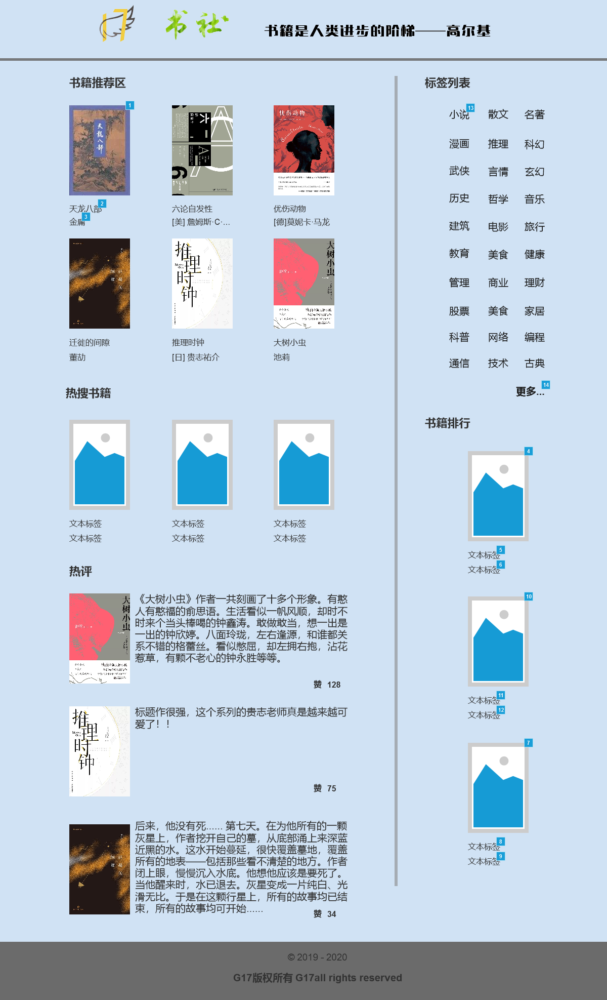 17 书社
书籍是人类进步的阶梯——高尔基
书籍推荐区
1
天龙八部
优伤动物
六论自发性
天龙八部
2
六论自发性
优伤动物
金庸
3
[美] 詹姆斯·C·...
[德]莫妮卡·马龙
推理时钟
大树小虫
池莉
迁徙的间隙
推理时钟
大树小虫
董劼
[日] 贵志祐介
池莉
热搜书籍
文本标签
文本标签
文本标签
文本标签
文本标签
文本标签
热评
大树小虫
《大树小虫》作者一共刻画了十多个形象。有憨
人有憨福的俞思语。生活看似一帆风顺，却时不
时来个当头棒喝的钟鑫涛。敢做敢当，想一出是
一出的钟欣婷。八面玲珑，左右逢源，和谁都关
系不错的格蕾丝。看似憋屈，却左拥右抱，沾花
惹草，有颗不老心的钟永胜等等。
赞 128
推理时钟
标题作很强，这个系列的贵志老师真是越来越可
爱了！！
赞 75
后来，他没有死...... 第七天。在为他所有的一颗
灰星上，作者挖开自己的墓，从底部涌上来深蓝
近黑的水。这水开始蔓延，很快覆盖墓地，覆盖
所有的地表——包括那些看不清楚的地方。作者
闭上眼，慢慢沉入水底。他想他应该是要死了。
当他醒来时，水已退去。灰星变成一片纯白、光
滑无比。于是在这颗行星上，所有的故事均已结
束，所有的故事均可开始......
赞 34
标签列表
小说 13 散文 名著
漫画 推理 科幻
武侠 言情 玄幻
历史 哲学 音乐
建筑 电影 旅行
教育 美食 健康
管理 商业 理财
股票 美食 家居
科普 网络 编程
通信 技术 古典
更多... 14
书籍排行
4
文本标签 5
文本标签 6
10
文本标签 11
文本标签 12
7
文本标签 8
文本标签 9
© 2019 - 2020
G17版权所有 G17all rights reserved